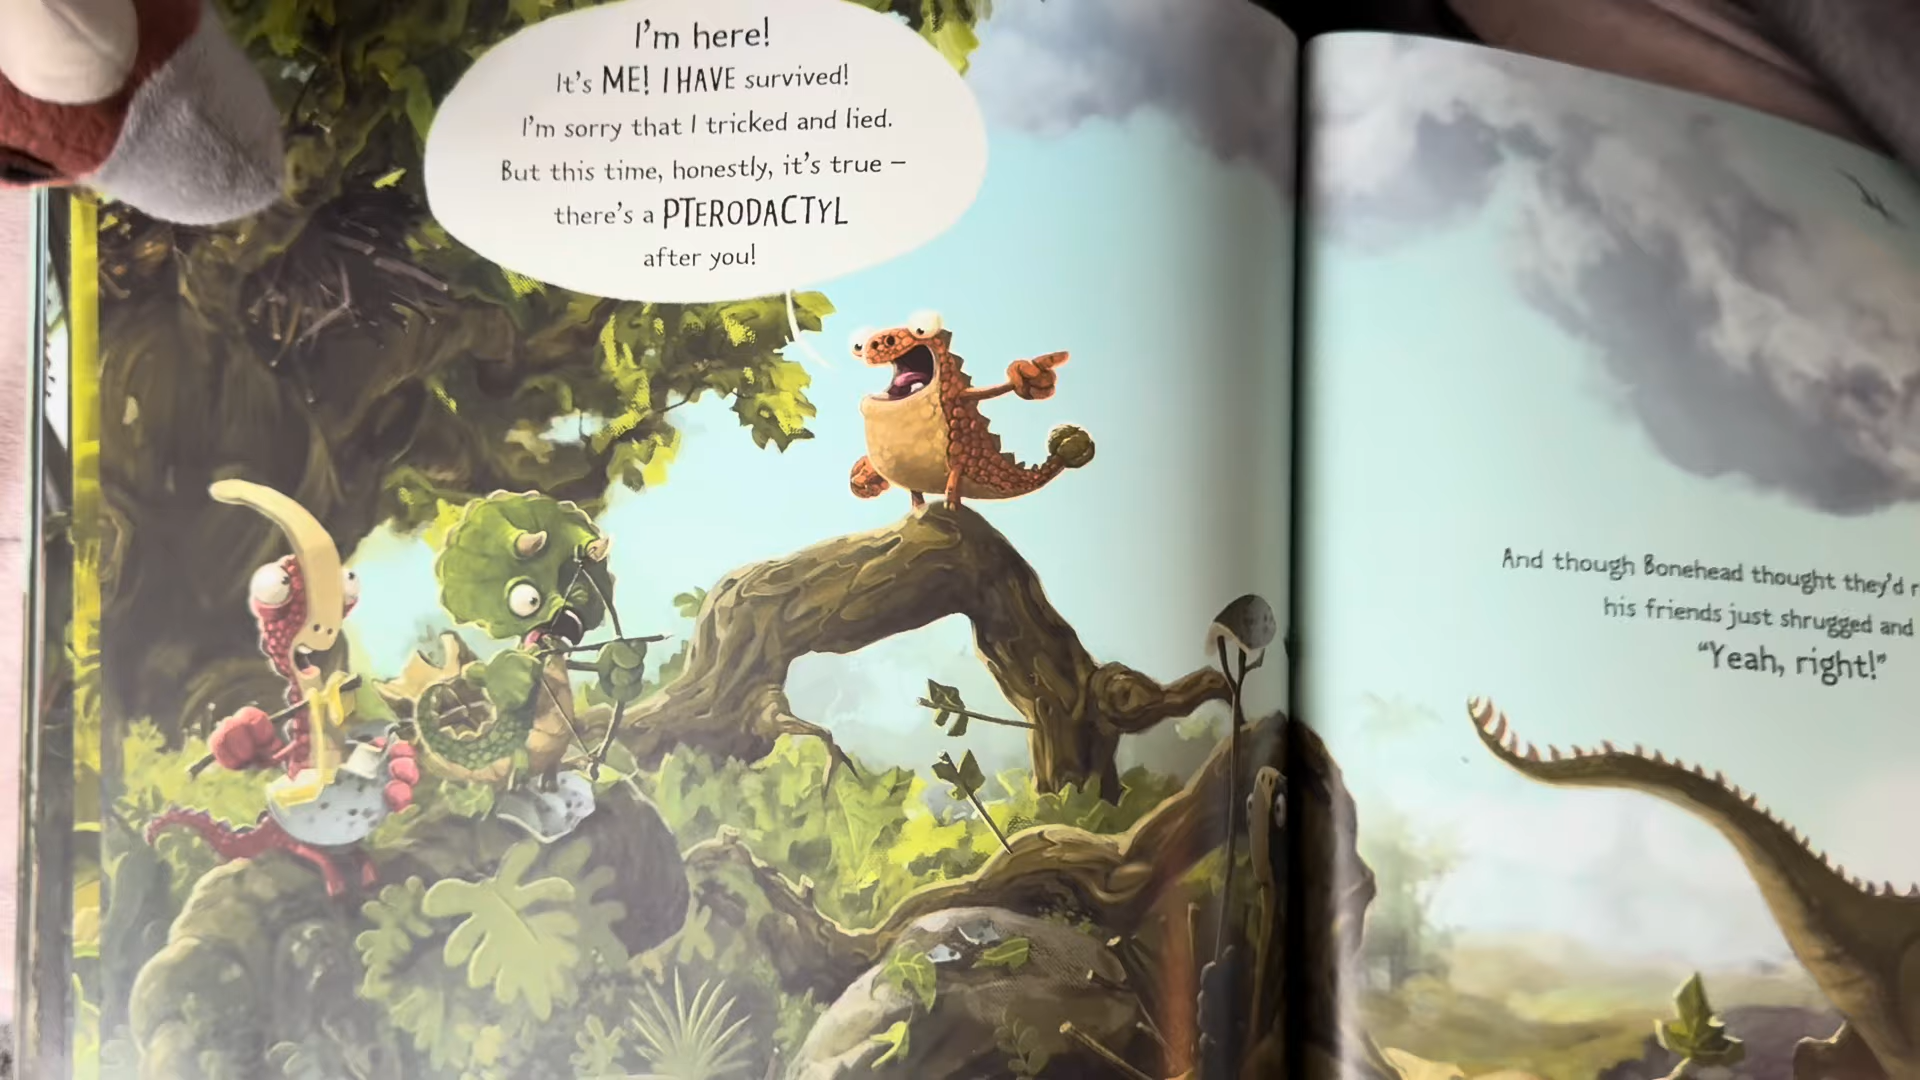 I'm here!
It's ME! I HAVE survived!
I'm sorry that I tricked and lied.
But this time, honestly, it's true –
there's a PTERODACTYL
after you!
And though Bonehead thought they'd
his friends just shrugged and
"Yeah, right!"